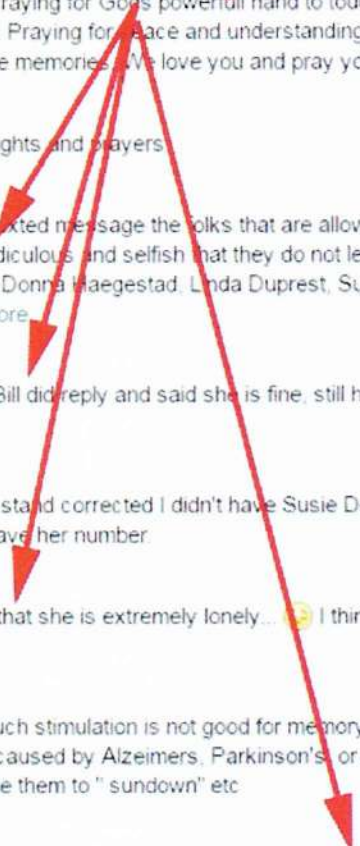 raying for God's powerfull hand to tou
Praying for peace and understanding
e memories. We love you and pray yo
ghts and prayers
xted message the folks that are allow
diculous and selfish that they do not le
Donna Haegestad, Linda Duprest, Su
ore
Bill did reply and said she is fine, still h
stand corrected I didn't have Susie D
ave her number
that she is extremely lonely... 😕 I thin
uch stimulation is not good for memory
caused by Alzeimers, Parkinson's, or
e them to " sundown" etc